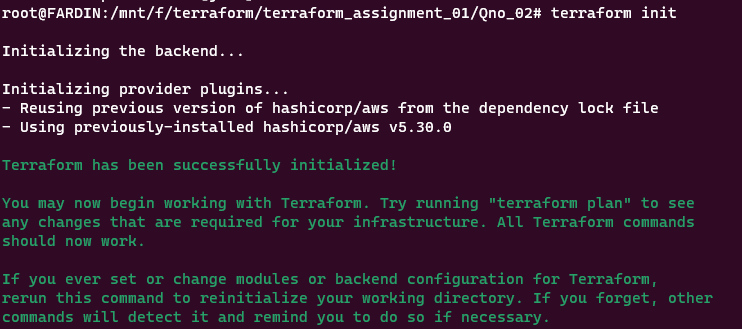 root@FARDIN:/mnt/f/terraform/terraform_assignment_01/Qno_02# terraform init
Initializing the backend...
Initializing provider plugins...
- Reusing previous version of hashicorp/aws from the dependency lock file
- Using previously-installed hashicorp/aws v5.30.0
Terraform has been successfully initialized!
You may now begin working with Terraform. Try running "terraform plan" to see
any changes that are required for your infrastructure. All Terraform commands
should now work.
If you ever set or change modules or backend configuration for Terraform,
rerun this command to reinitialize your working directory. If you forget, other
commands will detect it and remind you to do so if necessary.